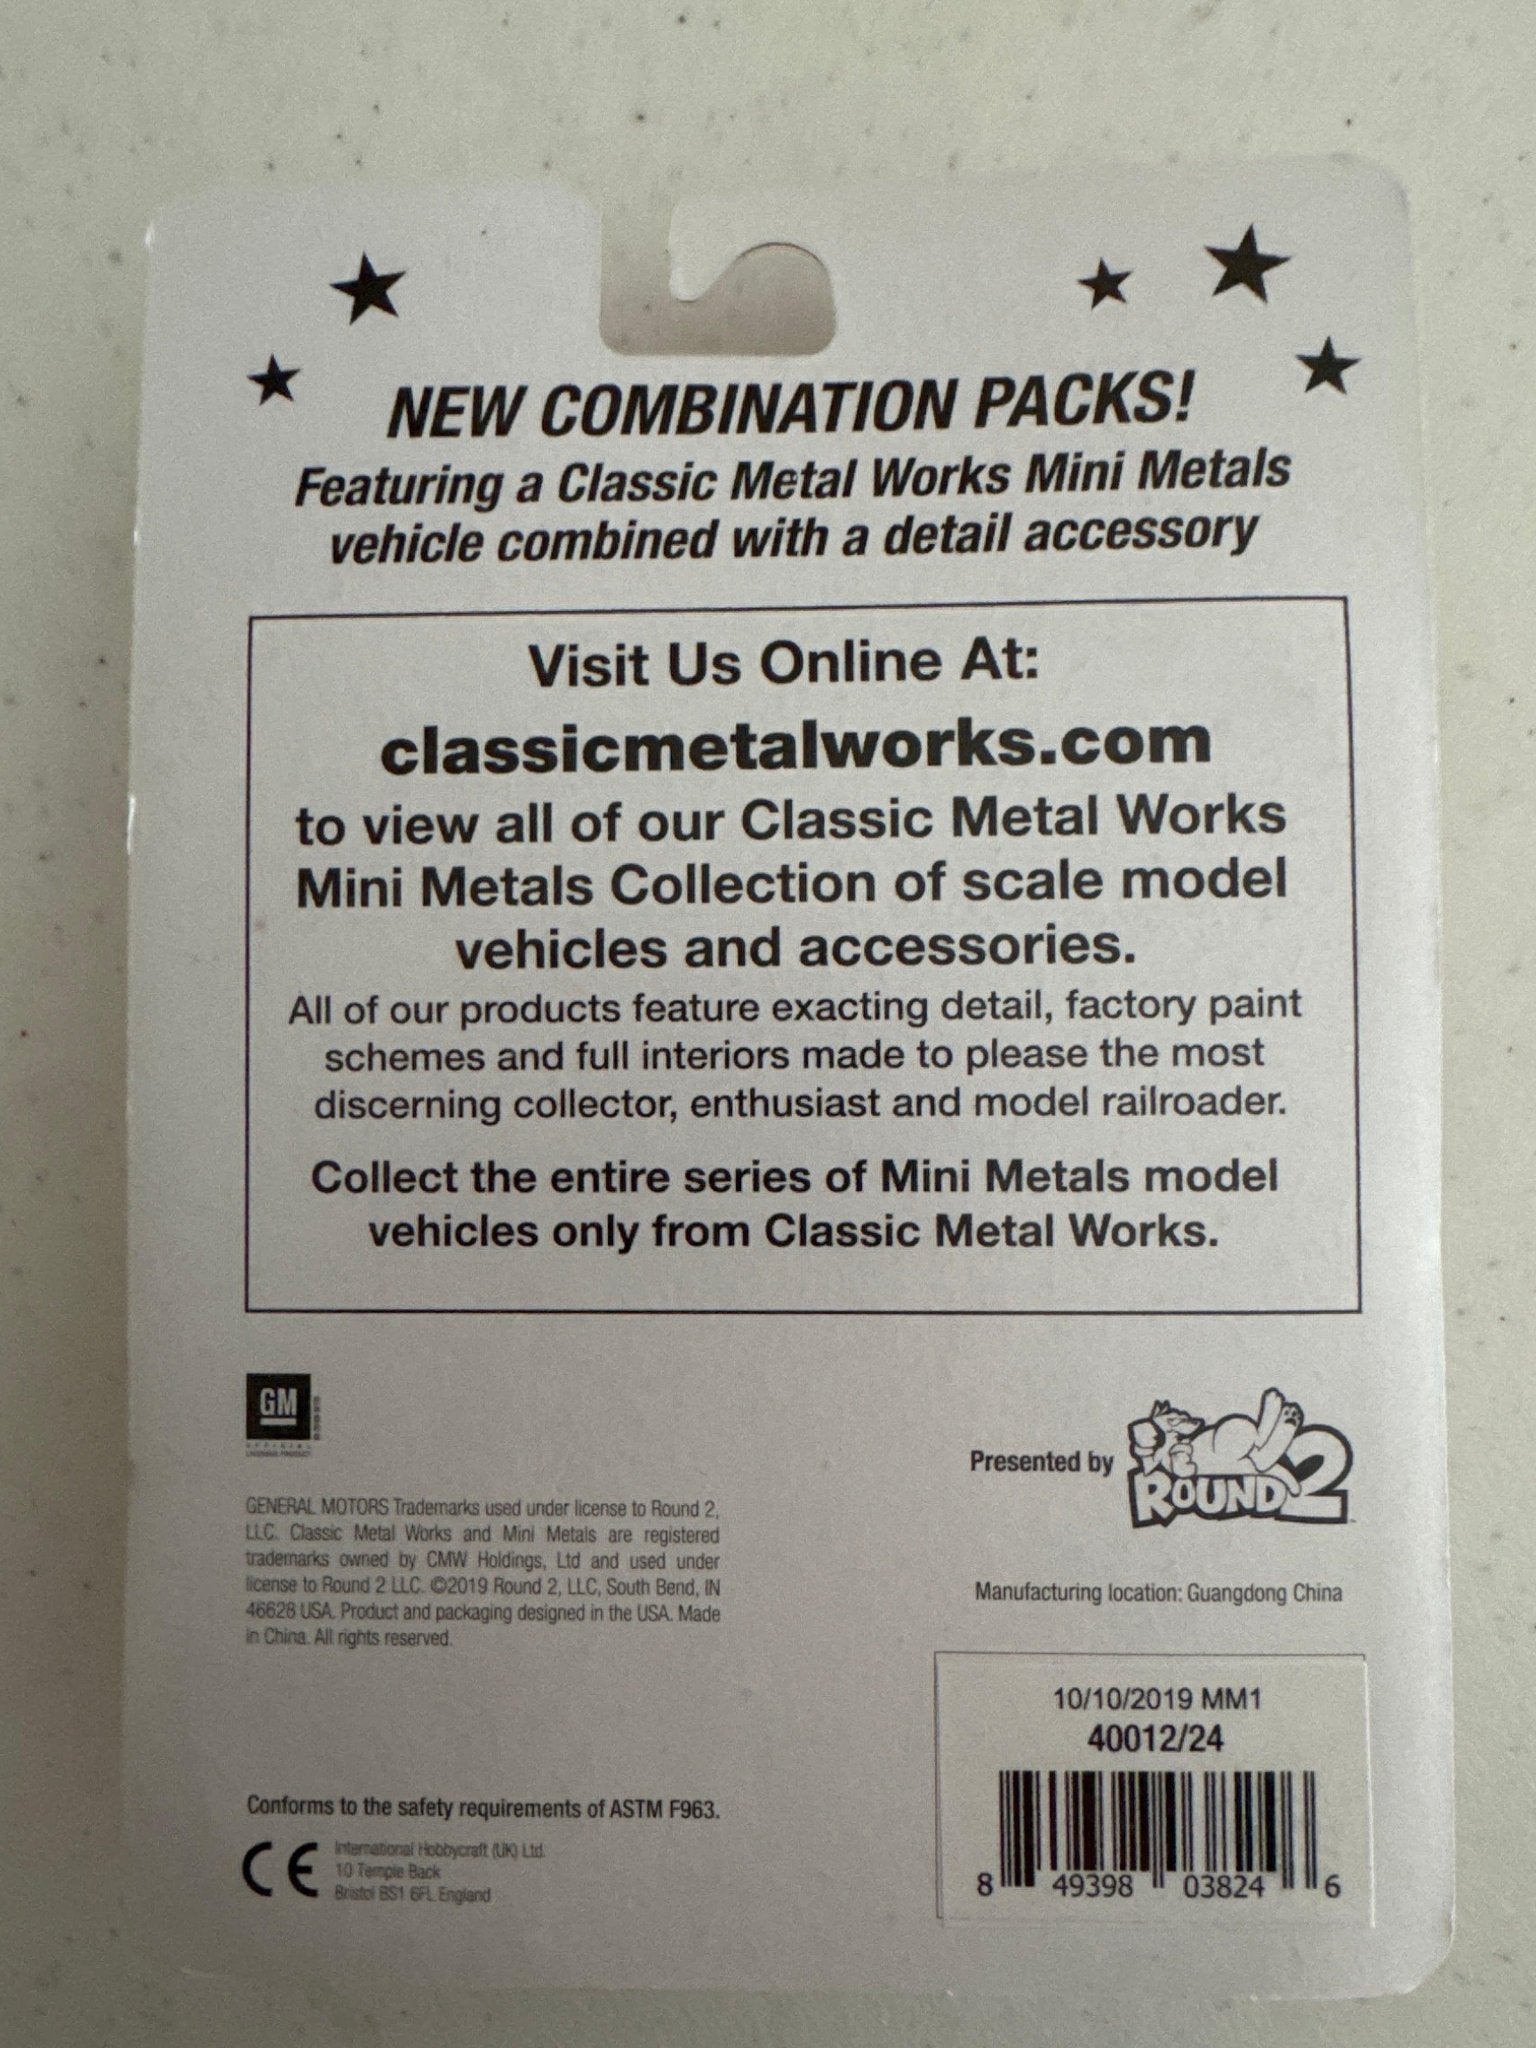 NEW COMBINATION PACKS!
Featuring a Classic Metal Works Mini Metals
vehicle combined with a detail accessory
Visit Us Online At:
classicmetalworks.com
to view all of our Classic Metal Works
Mini Metals Collection of scale model
vehicles and accessories.
All of our products feature exacting detail, factory paint
schemes and full interiors made to please the most
discerning collector, enthusiast and model railroader.
Collect the entire series of Mini Metals model
vehicles only from Classic Metal Works.
GM
OFFICIAL
LICENSED PRODUCT
GENERAL MOTORS Trademarks used under license to Round 2,
LLC. Classic Metal Works and Mini Metals are registered
trademarks owned by CMW Holdings, Ltd and used under
license to Round 2 LLC. ©2019 Round 2, LLC, South Bend, IN
46628 USA. Product and packaging designed in the USA. Made
in China. All rights reserved.
Presented by
ROUND 2
Manufacturing location: Guangdong China
Conforms to the safety requirements of ASTM F963.
CE
International Hobbycraft (UK) Ltd.
10 Temple Back
Bristol BS1 6FL England
10/10/2019 MM1
40012/24
8 49398 03824 6